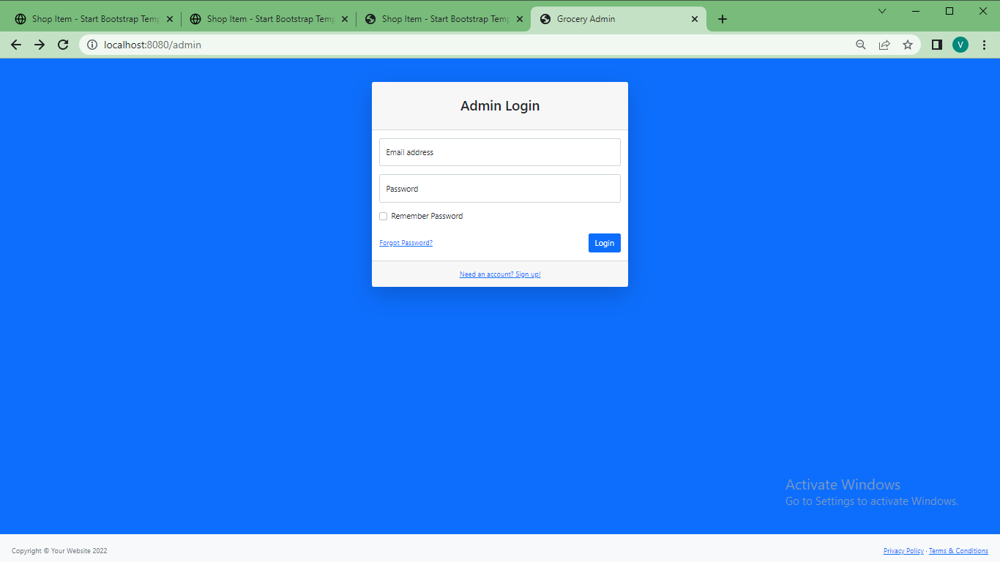 Shop Item - Start Bootstrap Temp
Shop Item - Start Bootstrap Temp
Shop Item - Start Bootstrap Temp
Grocery Admin
localhost:8080/admin
V
Admin Login
Email address
Password
Remember Password
Forgot Password?
Login
Need an account? Sign up!
Activate Windows
Go to Settings to activate Windows.
Copyright © Your Website 2022
Privacy Policy · Terms & Conditions